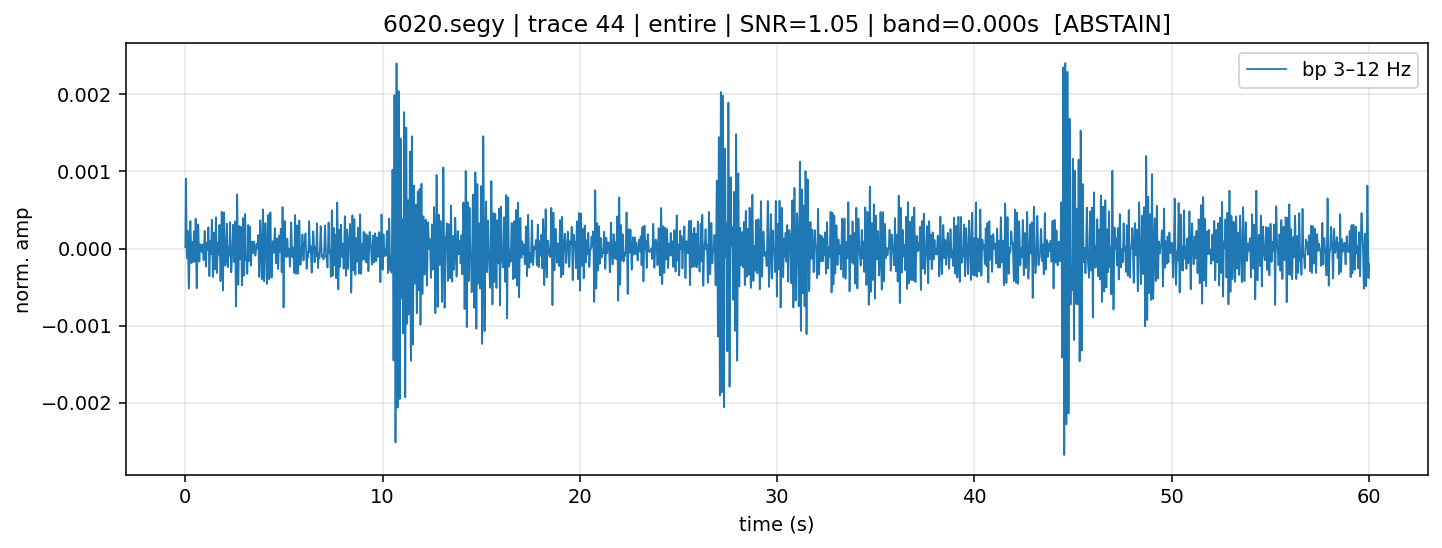 6020.segy | trace 44 | entire | SNR=1.05 | band=0.000s  [ABSTAIN]
bp 3–12 Hz
0.002
0.001
0.000
−0.001
−0.002
norm. amp
0 10 20 30 40 50 60
time (s)